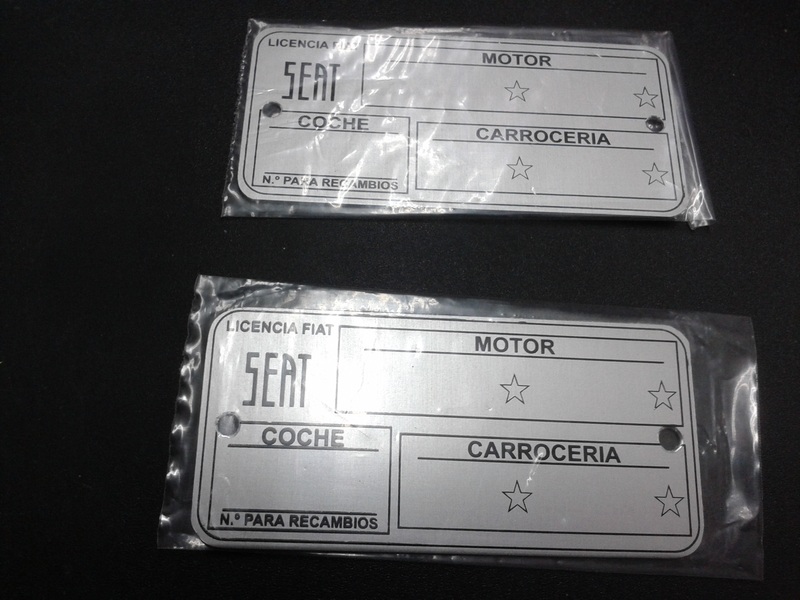 LICENCIA FIAT
MOTOR
SEAT
COCHE
CARROCERIA
N.º PARA RECAMBIOS
LICENCIA FIAT
MOTOR
SEAT
COCHE
CARROCERIA
N.º PARA RECAMBIOS